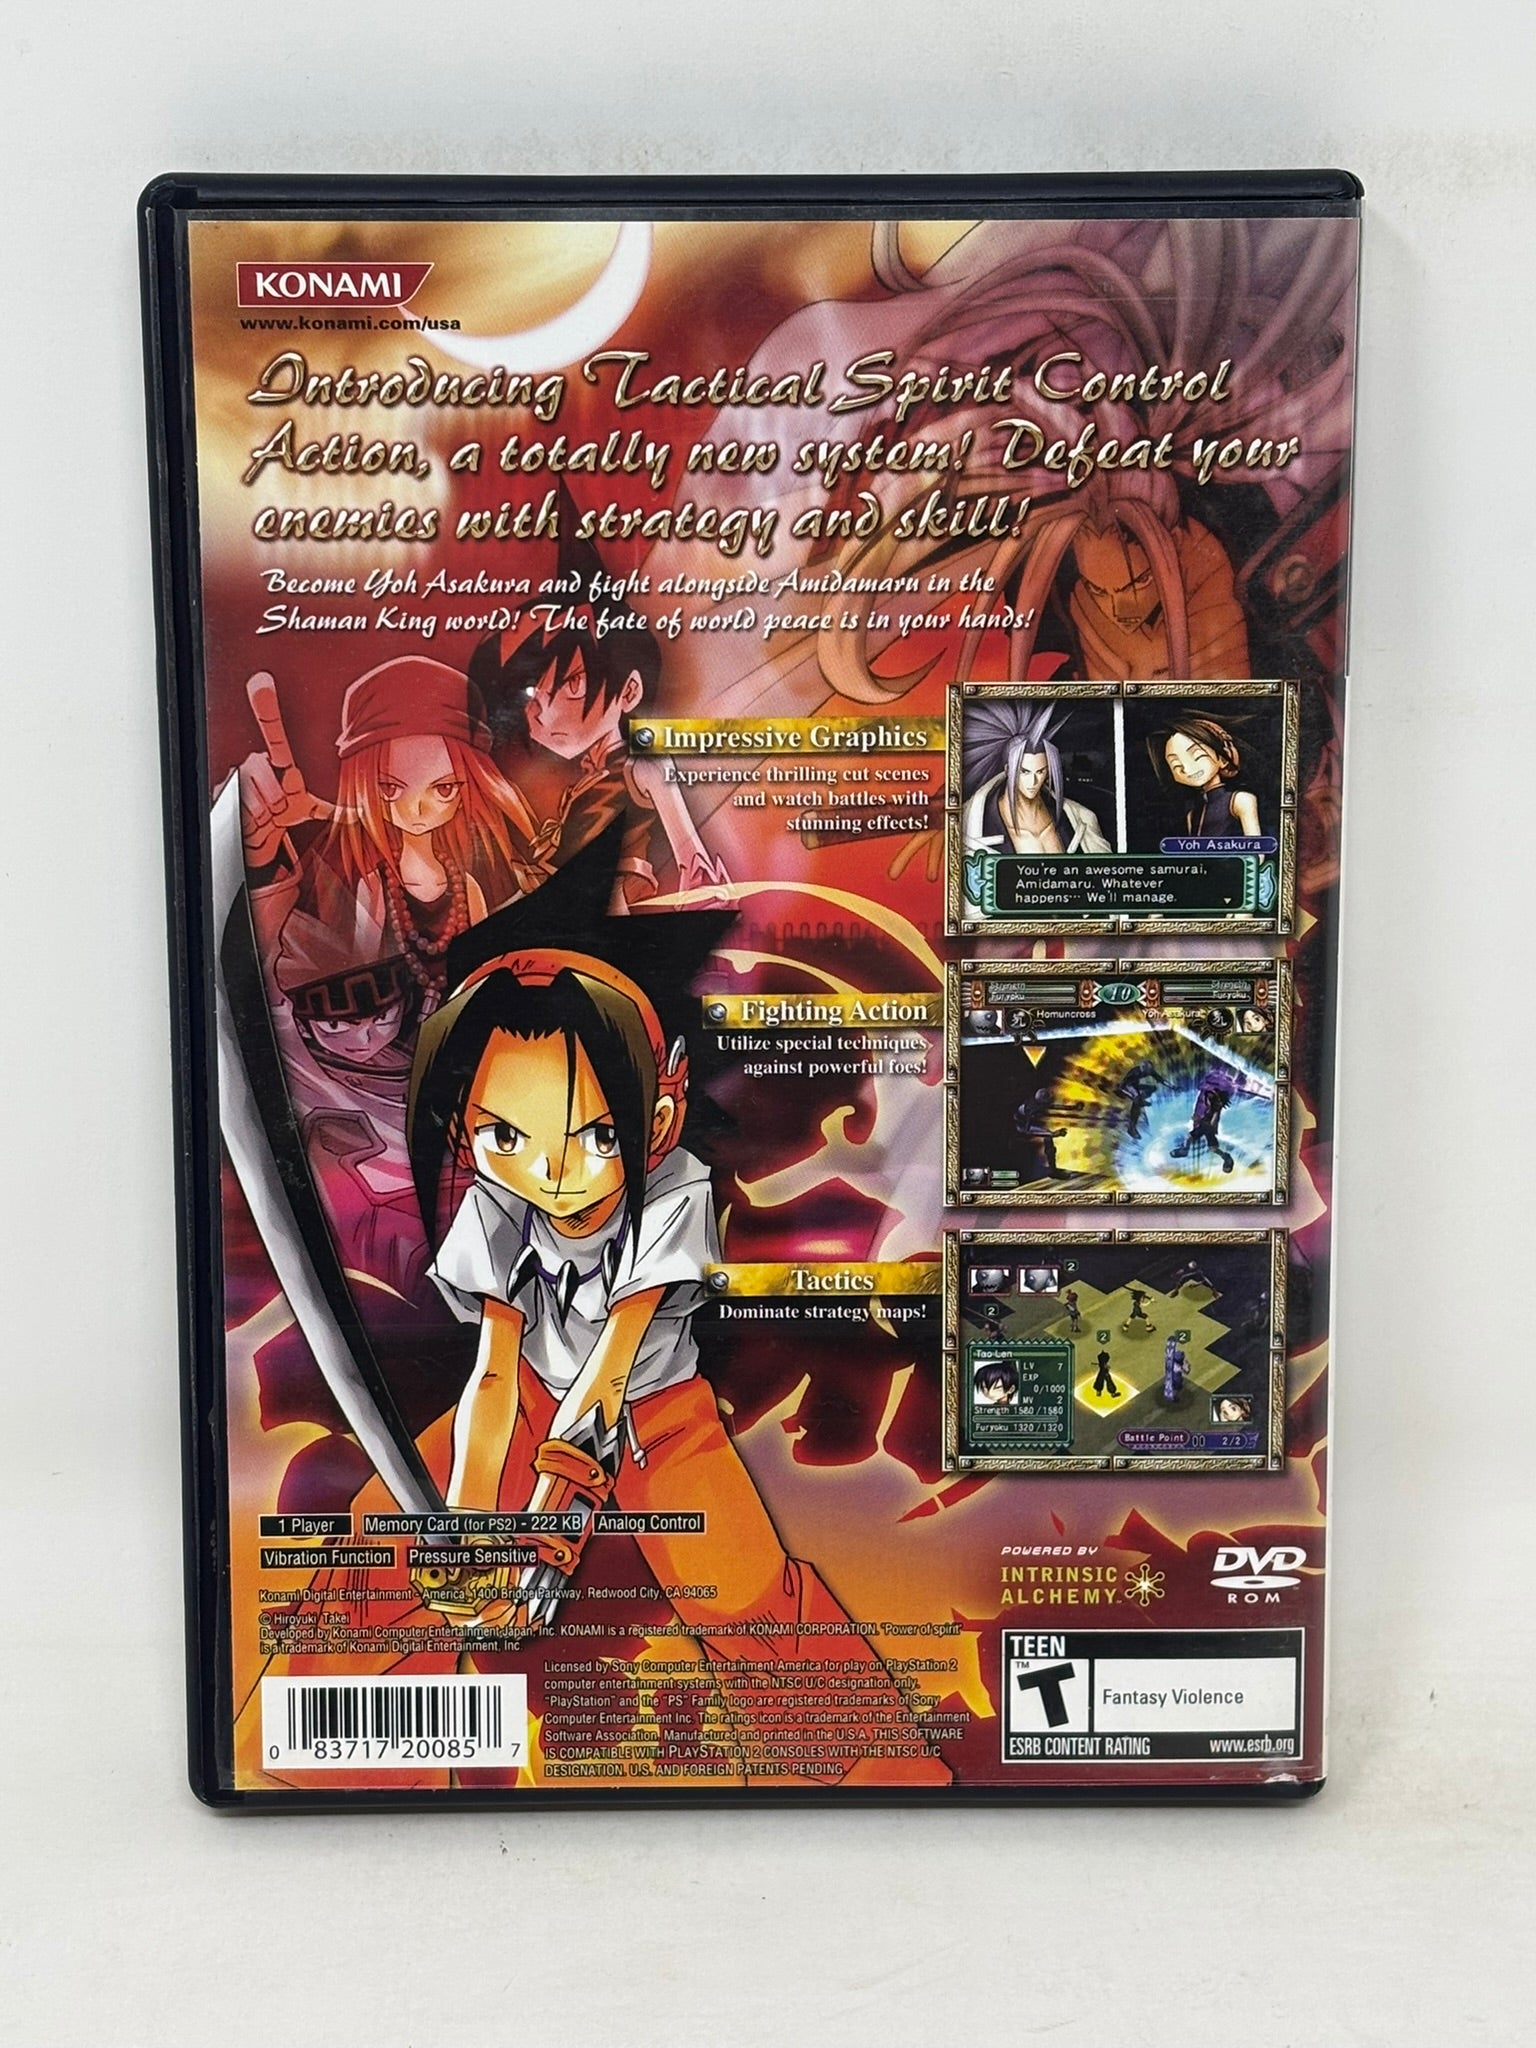 KONAMI
www.konami.com/usa
Introducing Tactical Spirit Control
Action, a totally new system! Defeat your
enemies with strategy and skill!
Become Yoh Asakura and fight alongside Amidamaru in the
Shaman King world! The fate of world peace is in your hands!
Impressive Graphics
Experience thrilling cut scenes
and watch battles with
stunning effects!
Yoh Asakura
You're an awesome samurai,
Amidamaru. Whatever
happens… We'll manage.
Fighting Action
Utilize special techniques
against powerful foes!
Strength
Furyoku
10
Strength
Furyoku
Homuncross
Yoh Asakura
Tactics
Dominate strategy maps!
2
2
2
2
Tao Len
LV 7
EXP
0/1000
MV 2
Strength 1580/1580
Furyoku 1320/1320
Battle Point
2/2
1 Player
Memory Card (for PS2) - 222 KB
Analog Control
Vibration Function
Pressure Sensitive
Konami Digital Entertainment - America, 1400 Bridge Parkway, Redwood City, CA 94065
© Hiroyuki Takei
Developed by Konami Computer Entertainment Japan, Inc. KONAMI is a registered trademark of KONAMI CORPORATION. "Power of spirit"
is a trademark of Konami Digital Entertainment, Inc.
Licensed by Sony Computer Entertainment America for play on PlayStation 2
computer entertainment systems with the NTSC U/C designation only.
"PlayStation" and the "PS" Family logo are registered trademarks of Sony
Computer Entertainment Inc. The ratings icon is a trademark of the Entertainment
Software Association. Manufactured and printed in the U.S.A. THIS SOFTWARE
IS COMPATIBLE WITH PLAYSTATION 2 CONSOLES WITH THE NTSC U/C
DESIGNATION. U.S. AND FOREIGN PATENTS PENDING.
0 83717 20085 7
POWERED BY
INTRINSIC
ALCHEMY™
DVD
ROM
TEEN
T™
Fantasy Violence
ESRB CONTENT RATING
www.esrb.org